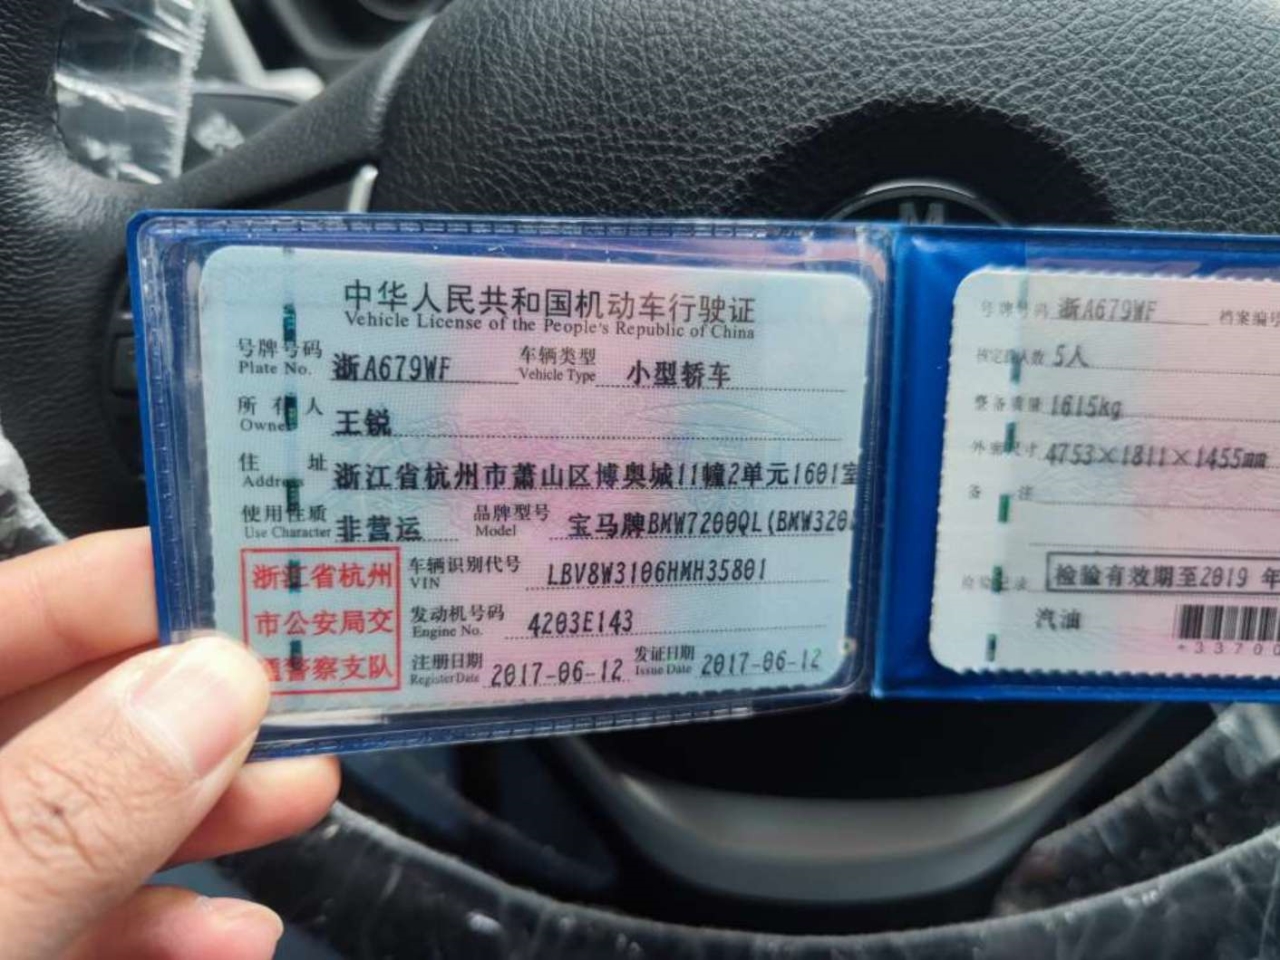 中华人民共和国机动车行驶证
Vehicle License of the People's Republic of China
号牌号码 浙A679WF 车辆类型 小型轿车
Plate No. Vehicle Type
所有人 王锐
Owner
住址 浙江省杭州市萧山区博奥城11幢2单元1601室
Address
使用性质 非营运 品牌型号 宝马牌BMW7200QL(BMW320
Use Character Model
浙江省杭州
市公安局交
通警察支队
车辆识别代号 LBV8W3106HMH35801
VIN
发动机号码 4203E143
Engine No.
注册日期 2017-06-12 发证日期 2017-06-12
Register Date Issue Date
号牌号码 浙A679WF 档案编号
核定载人数 5人
整备质量 1615kg
外廓尺寸 4753×1811×1455mm
备注
检验记录 检验有效期至2019 年
汽油
*33700